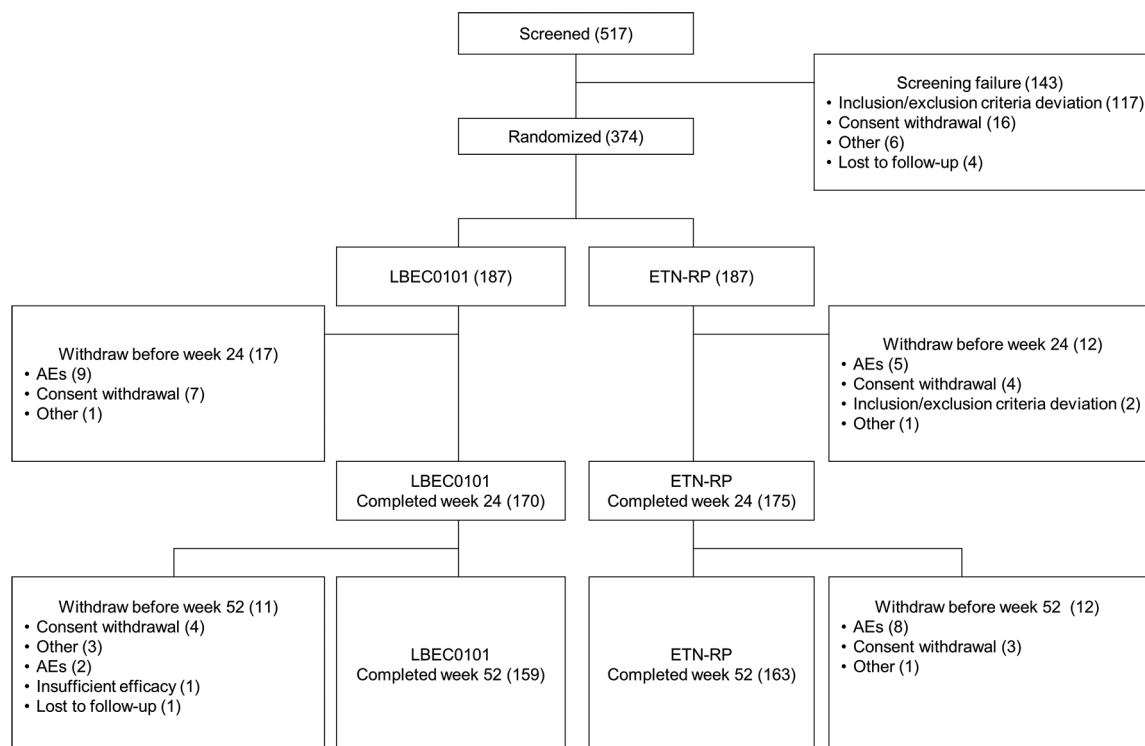 Screened (517)
Screening failure (143)
• Inclusion/exclusion criteria deviation (117)
• Consent withdrawal (16)
• Other (6)
• Lost to follow-up (4)
Randomized (374)
LBEC0101 (187)
ETN-RP (187)
Withdraw before week 24 (17)
• AEs (9)
• Consent withdrawal (7)
• Other (1)
Withdraw before week 24 (12)
• AEs (5)
• Consent withdrawal (4)
• Inclusion/exclusion criteria deviation (2)
• Other (1)
LBEC0101
Completed week 24 (170)
ETN-RP
Completed week 24 (175)
Withdraw before week 52 (11)
• Consent withdrawal (4)
• Other (3)
• AEs (2)
• Insufficient efficacy (1)
• Lost to follow-up (1)
LBEC0101
Completed week 52 (159)
ETN-RP
Completed week 52 (163)
Withdraw before week 52 (12)
• AEs (8)
• Consent withdrawal (3)
• Other (1)